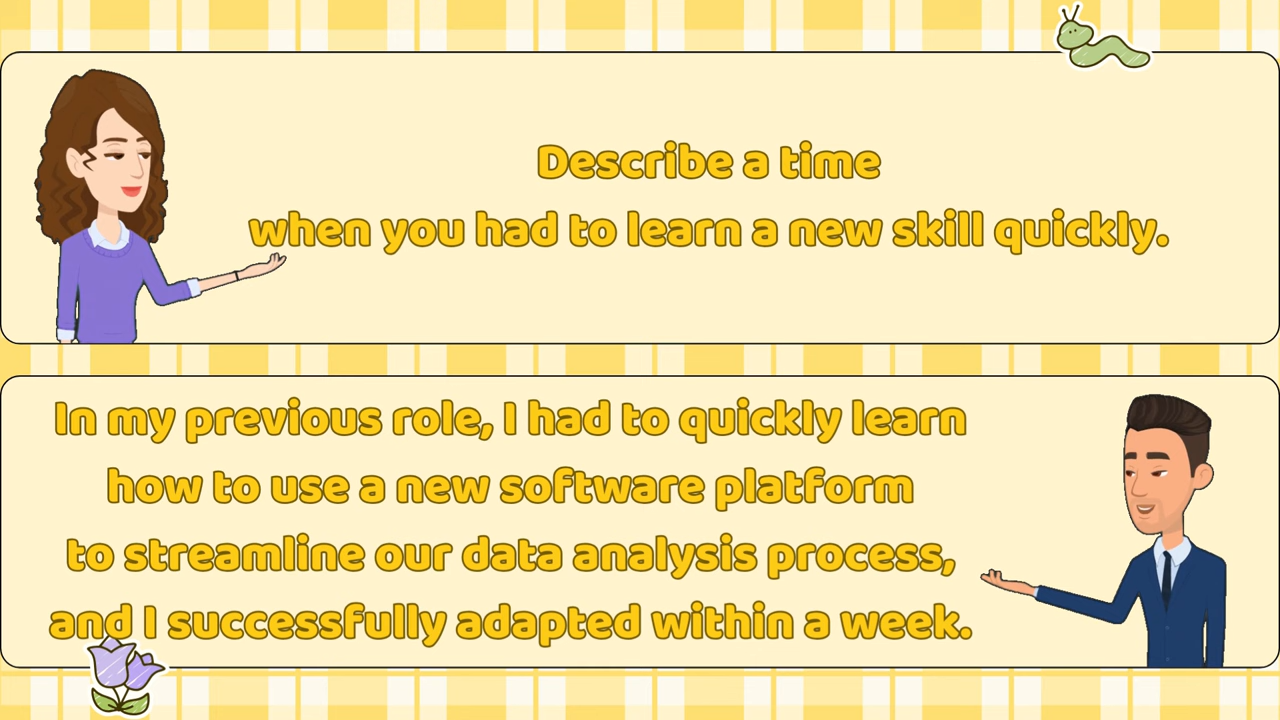 Describe a time
when you had to learn a new skill quickly.
In my previous role, I had to quickly learn
how to use a new software platform
to streamline our data analysis process,
and I successfully adapted within a week.